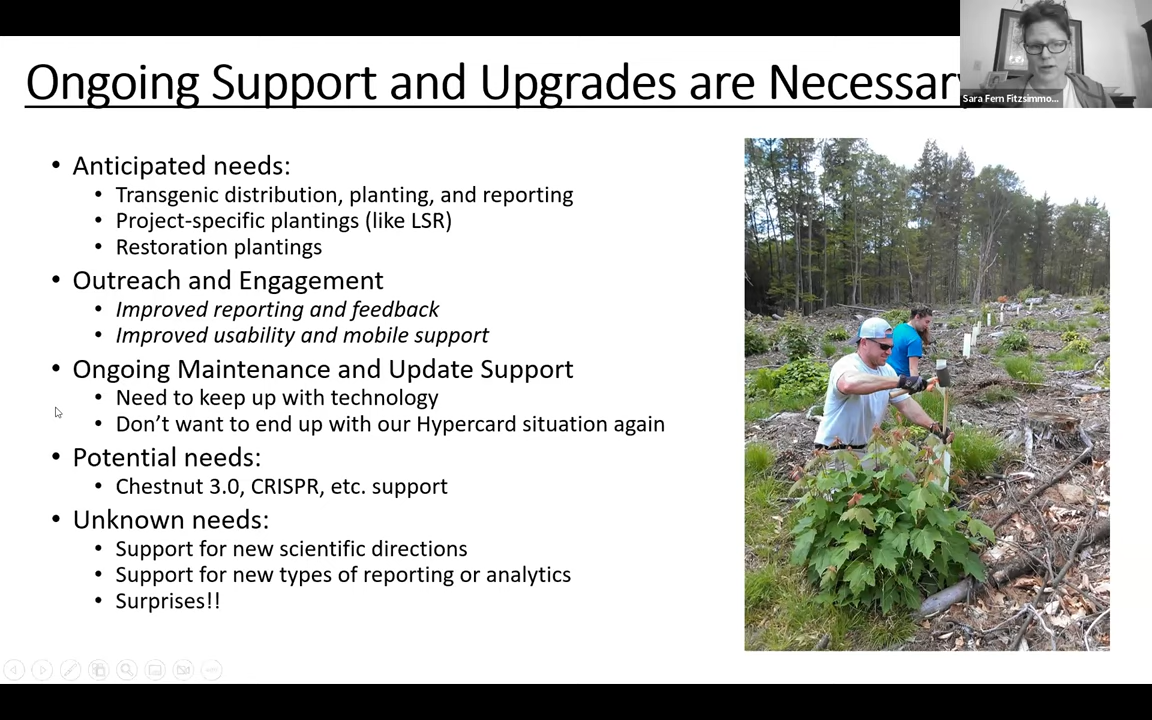 Ongoing Support and Upgrades are Necessary
Sara Fern Fitzsimmo...
• Anticipated needs:
• Transgenic distribution, planting, and reporting
• Project-specific plantings (like LSR)
• Restoration plantings
• Outreach and Engagement
• Improved reporting and feedback
• Improved usability and mobile support
• Ongoing Maintenance and Update Support
• Need to keep up with technology
• Don’t want to end up with our Hypercard situation again
• Potential needs:
• Chestnut 3.0, CRISPR, etc. support
• Unknown needs:
• Support for new scientific directions
• Support for new types of reporting or analytics
• Surprises!!